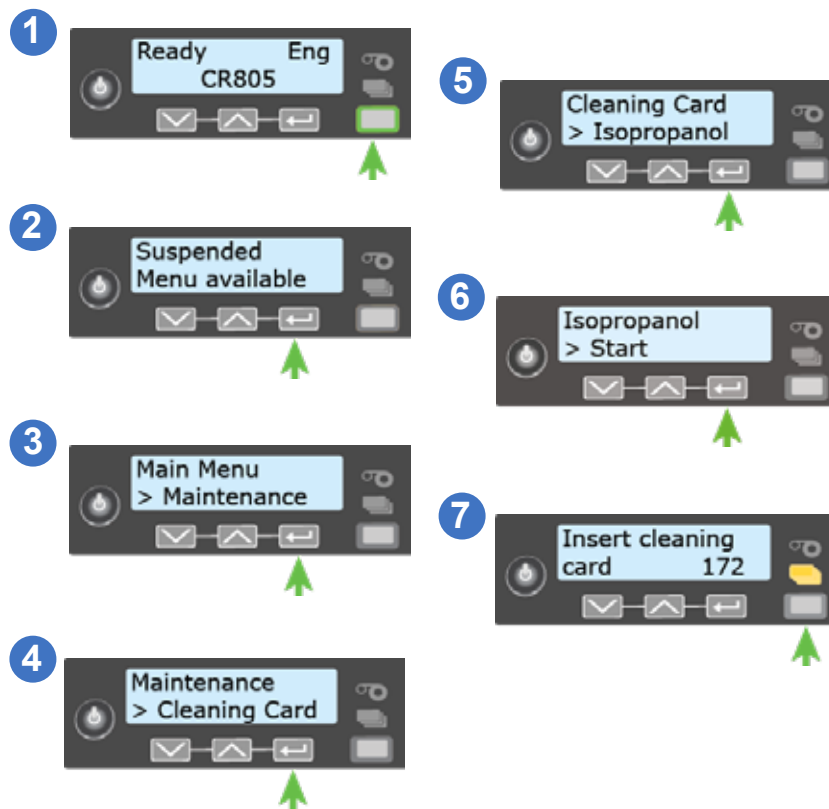 1
Ready Eng
CR805
2
Suspended
Menu available
3
Main Menu
> Maintenance
4
Maintenance
> Cleaning Card
5
Cleaning Card
> Isopropanol
6
Isopropanol
> Start
7
Insert cleaning
card 172